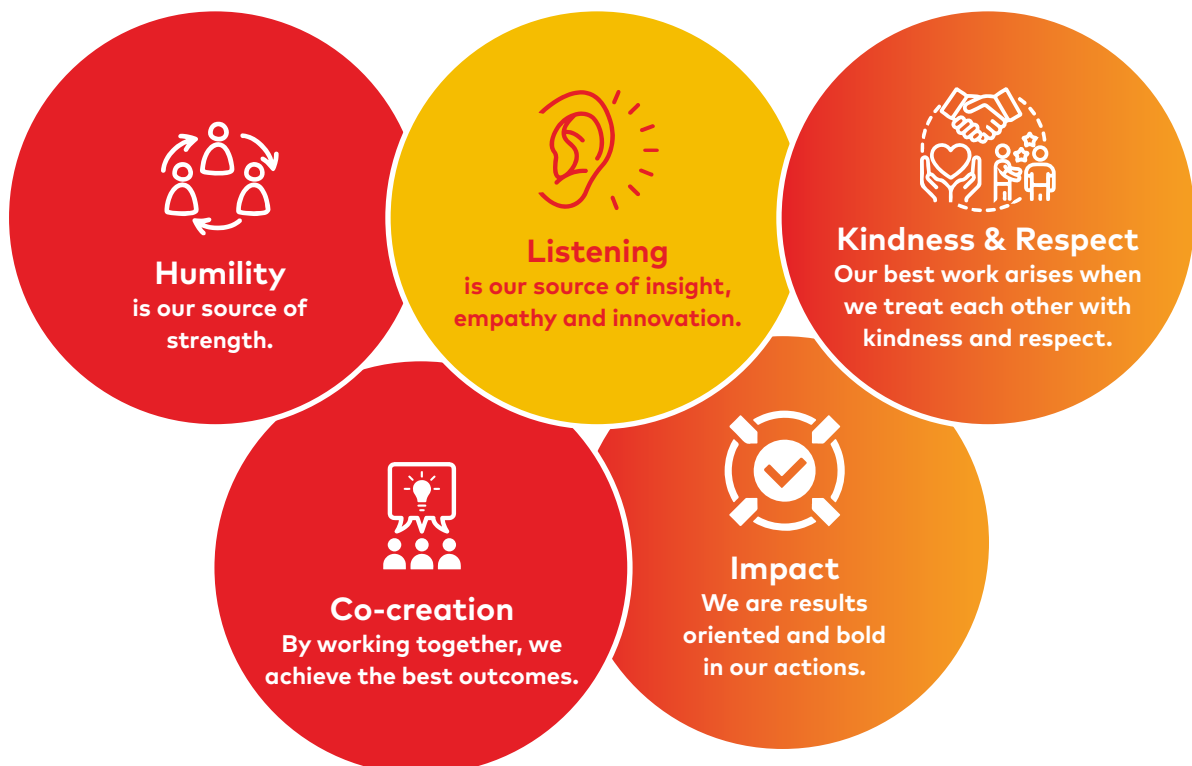 Humility
is our source of
strength.
Listening
is our source of insight,
empathy and innovation.
Kindness & Respect
Our best work arises when
we treat each other with
kindness and respect.
Co-creation
By working together, we
achieve the best outcomes.
Impact
We are results
oriented and bold
in our actions.